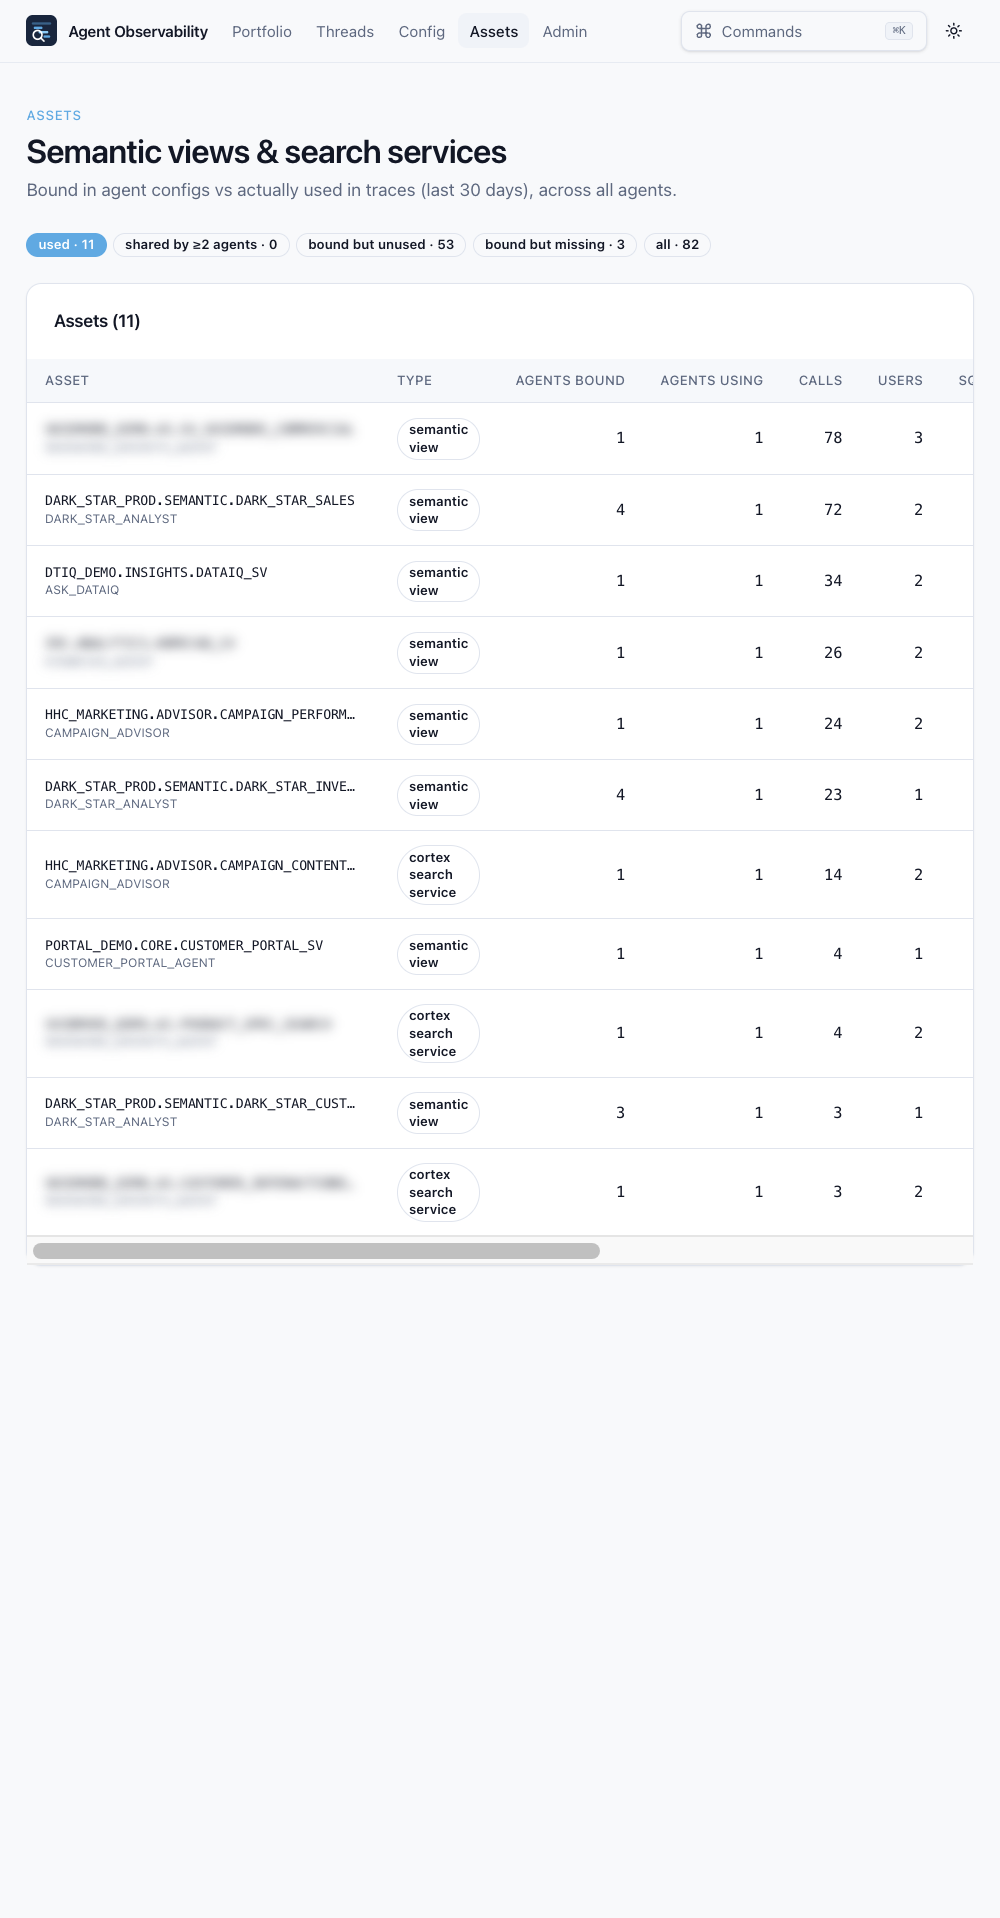 Agent Observability Portfolio Threads Config Assets Admin ⌘ Commands ⌘K
ASSETS
Semantic views & search services
Bound in agent configs vs actually used in traces (last 30 days), across all agents.
used · 11 shared by ≥2 agents · 0 bound but unused · 53 bound but missing · 3 all · 82
Assets (11)
ASSET TYPE AGENTS BOUND AGENTS USING CALLS USERS
semantic view 1 1 78 3
DARK_STAR_PROD.SEMANTIC.DARK_STAR_SALES
DARK_STAR_ANALYST
semantic view 4 1 72 2
DTIQ_DEMO.INSIGHTS.DATAIQ_SV
ASK_DATAIQ
semantic view 1 1 34 2
semantic view 1 1 26 2
HHC_MARKETING.ADVISOR.CAMPAIGN_PERFORM…
CAMPAIGN_ADVISOR
semantic view 1 1 24 2
DARK_STAR_PROD.SEMANTIC.DARK_STAR_INVE…
DARK_STAR_ANALYST
semantic view 4 1 23 1
HHC_MARKETING.ADVISOR.CAMPAIGN_CONTENT…
CAMPAIGN_ADVISOR
cortex search service 1 1 14 2
PORTAL_DEMO.CORE.CUSTOMER_PORTAL_SV
CUSTOMER_PORTAL_AGENT
semantic view 1 1 4 1
cortex search service 1 1 4 2
DARK_STAR_PROD.SEMANTIC.DARK_STAR_CUST…
DARK_STAR_ANALYST
semantic view 3 1 3 1
cortex search service 1 1 3 2